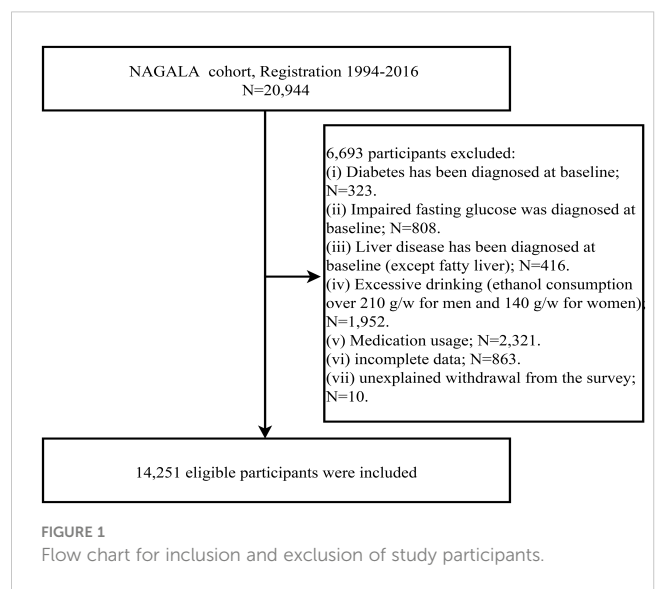 NAGALA cohort, Registration 1994-2016
N=20,944
6,693 participants excluded:
(i) Diabetes has been diagnosed at baseline;
N=323.
(ii) Impaired fasting glucose was diagnosed at
baseline; N=808.
(iii) Liver disease has been diagnosed at
baseline (except fatty liver); N=416.
(iv) Excessive drinking (ethanol consumption
over 210 g/w for men and 140 g/w for women);
N=1,952.
(v) Medication usage; N=2,321.
(vi) incomplete data; N=863.
(vii) unexplained withdrawal from the survey;
N=10.
14,251 eligible participants were included
FIGURE 1
Flow chart for inclusion and exclusion of study participants.